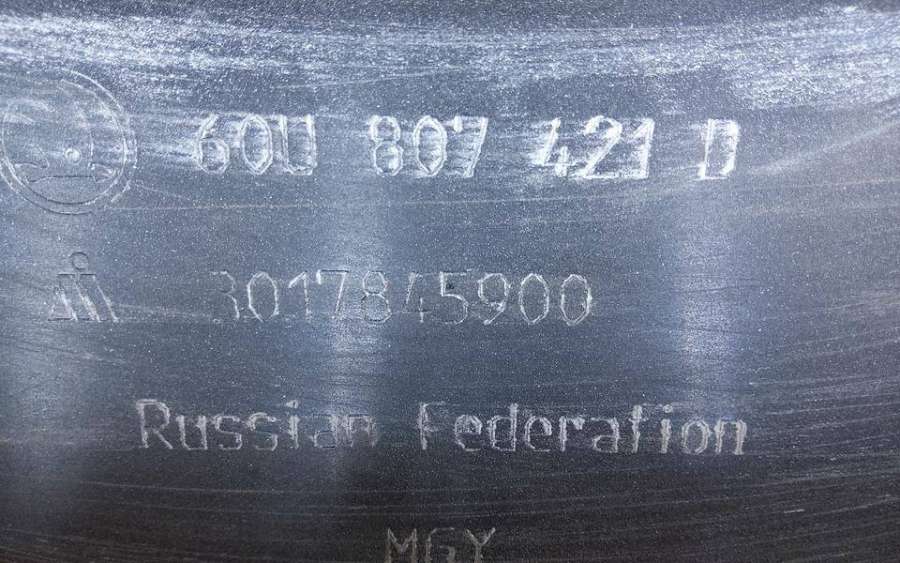 60U 807 421 D
3017845900
Russian Federation
MGY